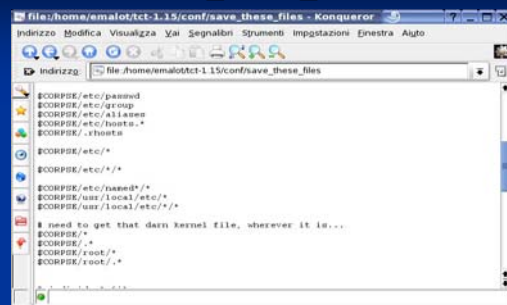 file:/home/emalot/tct-1.15/conf/save_these_files - Konqueror
Indirizzo Modifica Visualizza Vai Segnalibri Strumenti Impostazioni Finestra Aiuto
Indirizzo: file:/home/emalot/tct-1.15/conf/save_these_files
$CORPSE/etc/passwd
$CORPSE/etc/group
$CORPSE/etc/aliases
$CORPSE/etc/hosts.*
$CORPSE/.rhosts
$CORPSE/etc/*
$CORPSE/etc/*/*
$CORPSE/etc/named*/*
$CORPSE/usr/local/etc/*
$CORPSE/usr/local/etc/*/*
# need to get that darn kernel file, wherever it is...
$CORPSE/*
$CORPSE/.*
$CORPSE/root/*
$CORPSE/root/.*